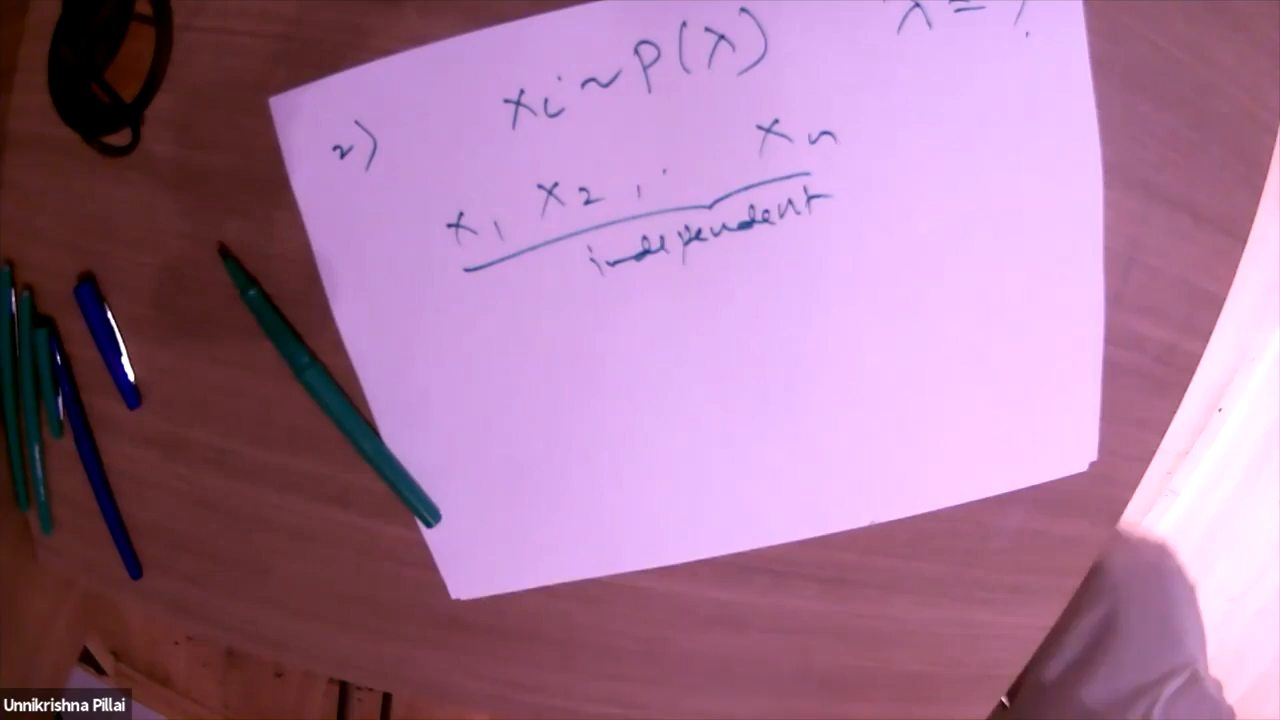 xi ~ P(λ) λ = ?
2)
x1 x2, . xn
independent
Unnikrishna Pillai